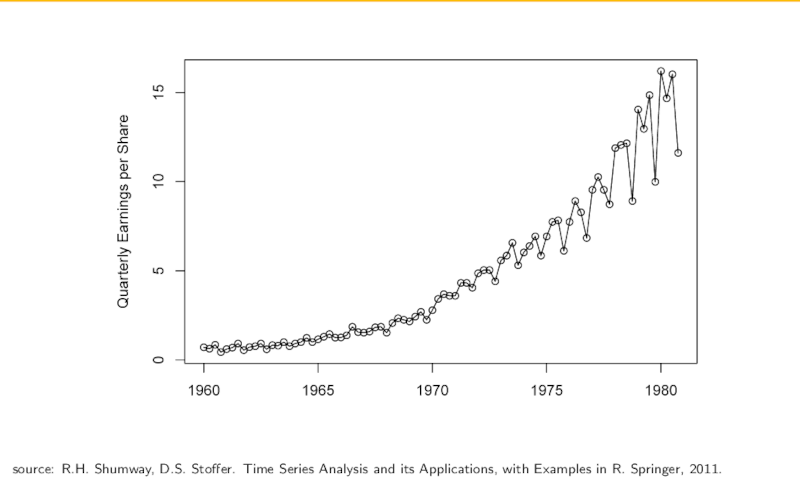 Quarterly Earnings per Share
15
10
5
0
1960 1965 1970 1975 1980
source: R.H. Shumway, D.S. Stoffer. Time Series Analysis and its Applications, with Examples in R. Springer, 2011.